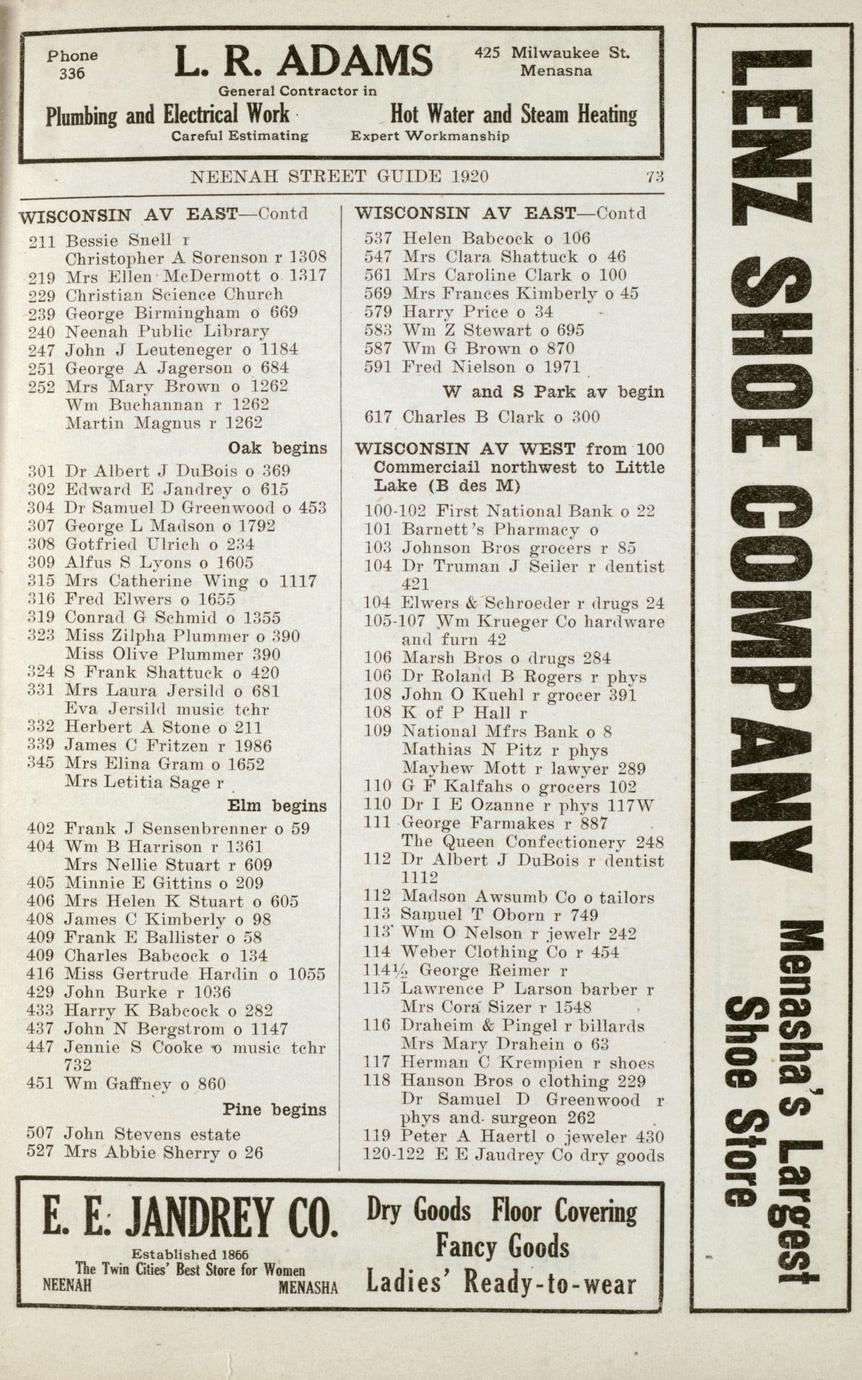 Phone
336
L. R. ADAMS
425 Milwaukee St.
Menasna
General Contractor in
Plumbing and Electrical Work Hot Water and Steam Heating
Careful Estimating Expert Workmanship
NEENAH STREET GUIDE 1920 73
WISCONSIN AV EAST—Contd
211 Bessie Snell r
Christopher A Sorenson r 1308
219 Mrs Ellen McDermott o 1317
229 Christian Science Church
239 George Birmingham o 669
240 Neenah Public Library
247 John J Leuteneger o 1184
251 George A Jagerson o 684
252 Mrs Mary Brown o 1262
Wm Buchannan r 1262
Martin Magnus r 1262
Oak begins
301 Dr Albert J DuBois o 369
302 Edward E Jandrey o 615
304 Dr Samuel D Greenwood o 453
307 George L Madson o 1792
308 Gotfried Ulrich o 234
309 Alfus S Lyons o 1605
315 Mrs Catherine Wing o 1117
316 Fred Elwers o 1655
319 Conrad G Schmid o 1355
323 Miss Zilpha Plummer o 390
Miss Olive Plummer 390
324 S Frank Shattuck o 420
331 Mrs Laura Jersild o 681
Eva Jersild music tchr
332 Herbert A Stone o 211
339 James C Fritzen r 1986
345 Mrs Elina Gram o 1652
Mrs Letitia Sage r
Elm begins
402 Frank J Sensenbrenner o 59
404 Wm B Harrison r 1361
Mrs Nellie Stuart r 609
405 Minnie E Gittins o 209
406 Mrs Helen K Stuart o 605
408 James C Kimberly o 98
409 Frank E Ballister o 58
409 Charles Babcock o 134
416 Miss Gertrude Hardin o 1055
429 John Burke r 1036
433 Harry K Babcock o 282
437 John N Bergstrom o 1147
447 Jennie S Cooke o music tchr
732
451 Wm Gaffney o 860
Pine begins
507 John Stevens estate
527 Mrs Abbie Sherry o 26
WISCONSIN AV EAST—Contd
537 Helen Babcock o 106
547 Mrs Clara Shattuck o 46
561 Mrs Caroline Clark o 100
569 Mrs Frances Kimberly o 45
579 Harry Price o 34
583 Wm Z Stewart o 695
587 Wm G Brown o 870
591 Fred Nielson o 1971
W and S Park av begin
617 Charles B Clark o 300
WISCONSIN AV WEST from 100
Commerciail northwest to Little
Lake (B des M)
100-102 First National Bank o 22
101 Barnett's Pharmacy o
103 Johnson Bros grocers r 85
104 Dr Truman J Seiler r dentist
421
104 Elwers & Schroeder r drugs 24
105-107 Wm Krueger Co hardware
and furn 42
106 Marsh Bros o drugs 284
106 Dr Roland B Rogers r phys
108 John O Kuehl r grocer 391
108 K of P Hall r
109 National Mfrs Bank o 8
Mathias N Pitz r phys
Mayhew Mott r lawyer 289
110 G F Kalfahs o grocers 102
110 Dr I E Ozanne r phys 117W
111 George Farmakes r 887
The Queen Confectionery 248
112 Dr Albert J DuBois r dentist
1112
112 Madson Awsumb Co o tailors
113 Samuel T Oborn r 749
113 Wm O Nelson r jewelr 242
114 Weber Clothing Co r 454
114½ George Reimer r
115 Lawrence P Larson barber r
Mrs Cora Sizer r 1548
116 Draheim & Pingel r billards
Mrs Mary Drahein o 63
117 Herman C Krempien r shoes
118 Hanson Bros o clothing 229
Dr Samuel D Greenwood r
phys and surgeon 262
119 Peter A Haertl o jeweler 430
120-122 E E Jaudrey Co dry goods
E. E. JANDREY CO.
Established 1866
The Twin Cities' Best Store for Women
NEENAH MENASHA
Dry Goods Floor Covering
Fancy Goods
Ladies' Ready-to-wear
LENZ SHOE COMPANY
Menasha's Largest
Shoe Store